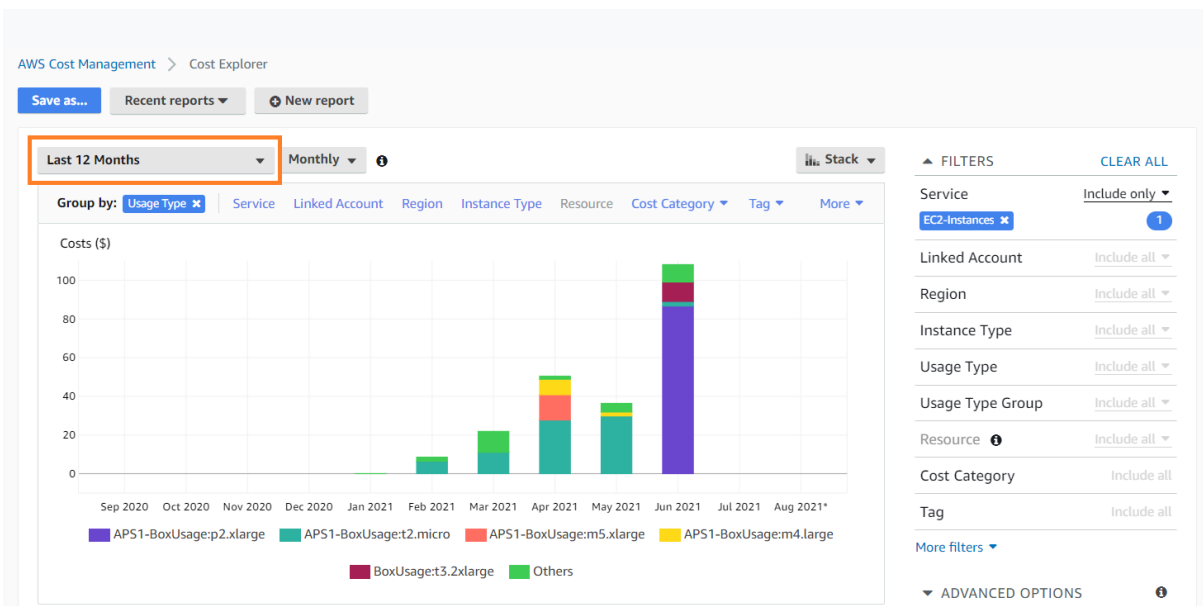 AWS Cost Management > Cost Explorer
Save as... Recent reports New report
Last 12 Months Monthly Stack
Group by: Usage Type × Service Linked Account Region Instance Type Resource Cost Category Tag More
Costs ($)
100
80
60
40
20
0
Sep 2020 Oct 2020 Nov 2020 Dec 2020 Jan 2021 Feb 2021 Mar 2021 Apr 2021 May 2021 Jun 2021 Jul 2021 Aug 2021*
APS1-BoxUsage:p2.xlarge APS1-BoxUsage:t2.micro APS1-BoxUsage:m5.xlarge APS1-BoxUsage:m4.large
BoxUsage:t3.2xlarge Others
FILTERS CLEAR ALL
Service Include only
EC2-Instances × 1
Linked Account Include all
Region Include all
Instance Type Include all
Usage Type Include all
Usage Type Group Include all
Resource Include all
Cost Category Include all
Tag Include all
More filters
ADVANCED OPTIONS